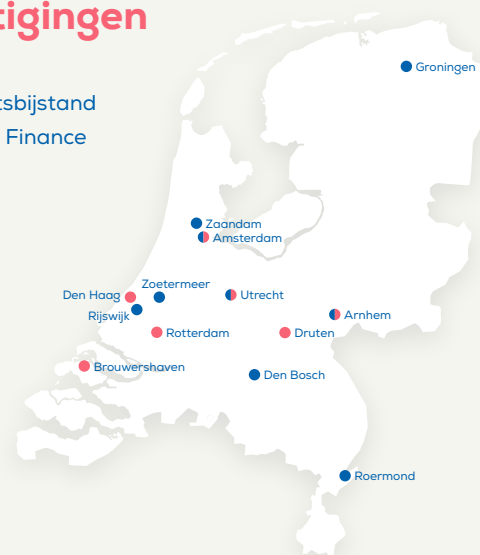 tigingen
tsbijstand
Finance
Groningen
Zaandam
Amsterdam
Zoetermeer
Den Haag
Utrecht
Rijswijk
Arnhem
Rotterdam
Druten
Brouwershaven
Den Bosch
Roermond